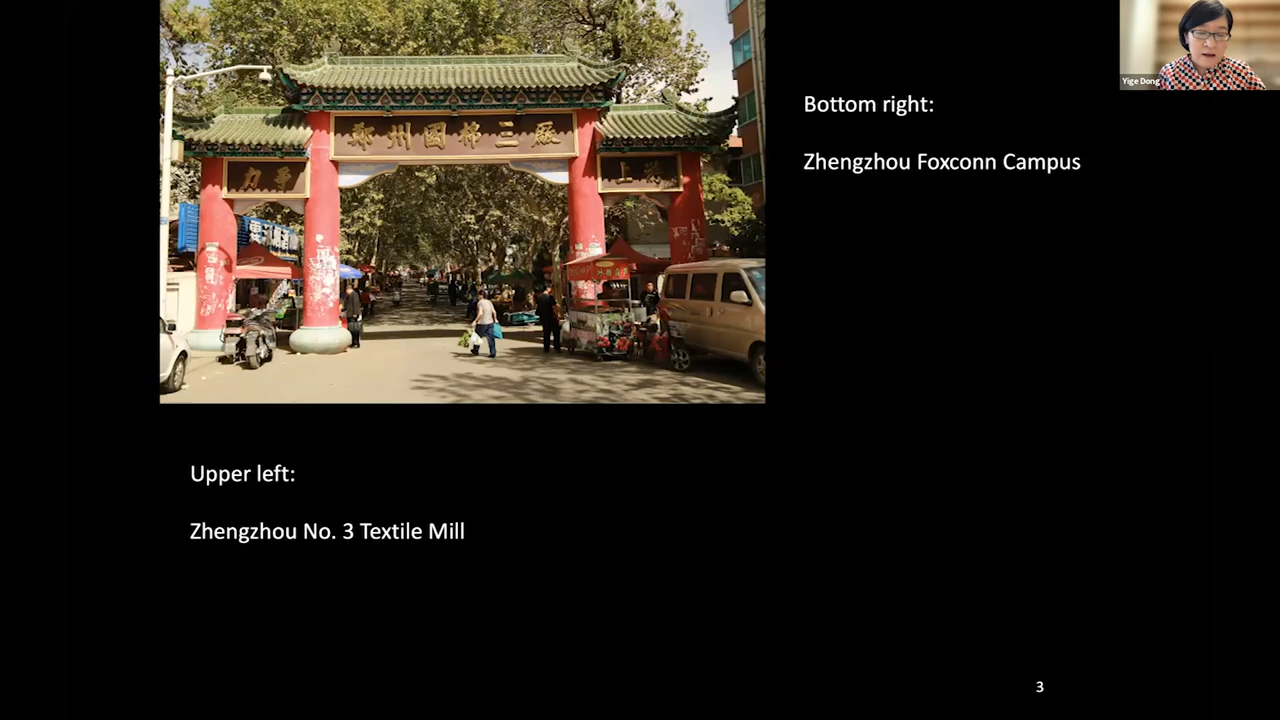 Yige Dong
Bottom right:
Zhengzhou Foxconn Campus
郑州国棉三厰
力争
上游
Upper left:
Zhengzhou No. 3 Textile Mill
3